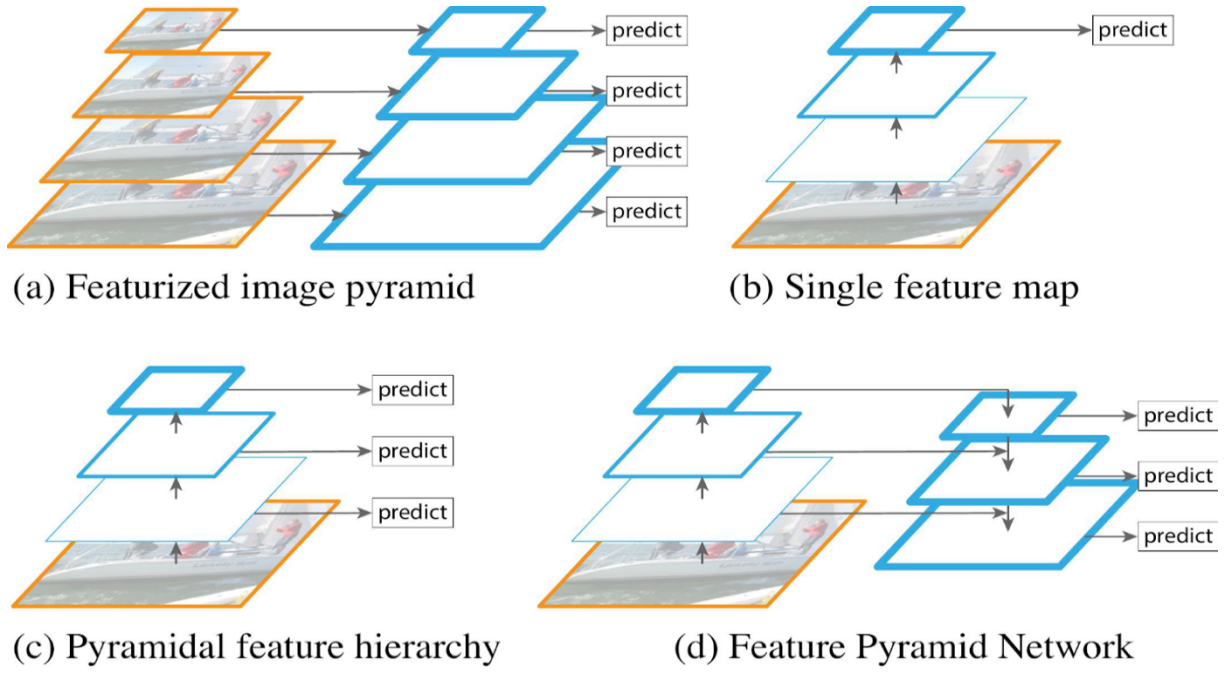 predict
predict
predict
predict
predict
(a) Featurized image pyramid
(b) Single feature map
predict
predict
predict
predict
predict
predict
(c) Pyramidal feature hierarchy
(d) Feature Pyramid Network